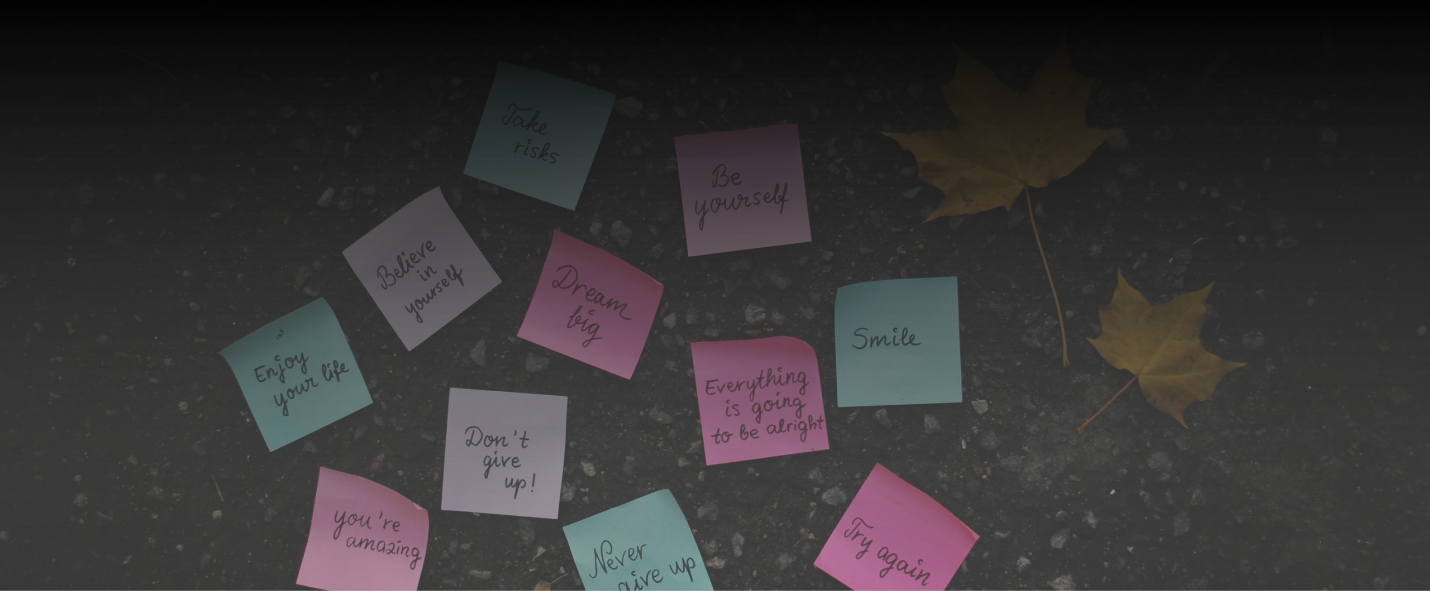 Take
risks
Be
yourself
Believe
in
yourself
Dream
big
Smile
Enjoy
your life
Everything
is going
to be alright
Don't
give
up!
you're
amazing
Never
give up
Try again